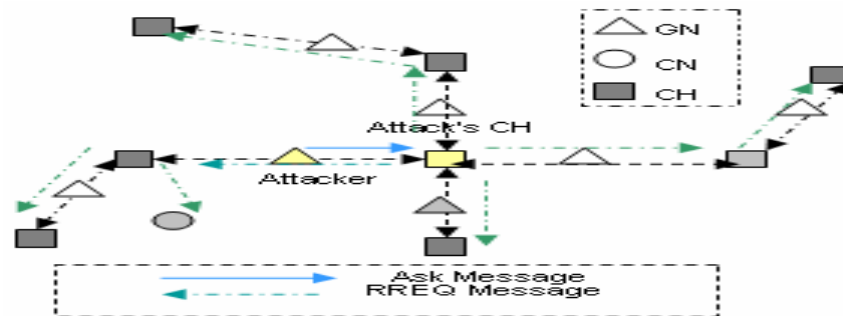 GN
CN
CH
Attack's CH
Attacker
Ask Message
RREQ Message